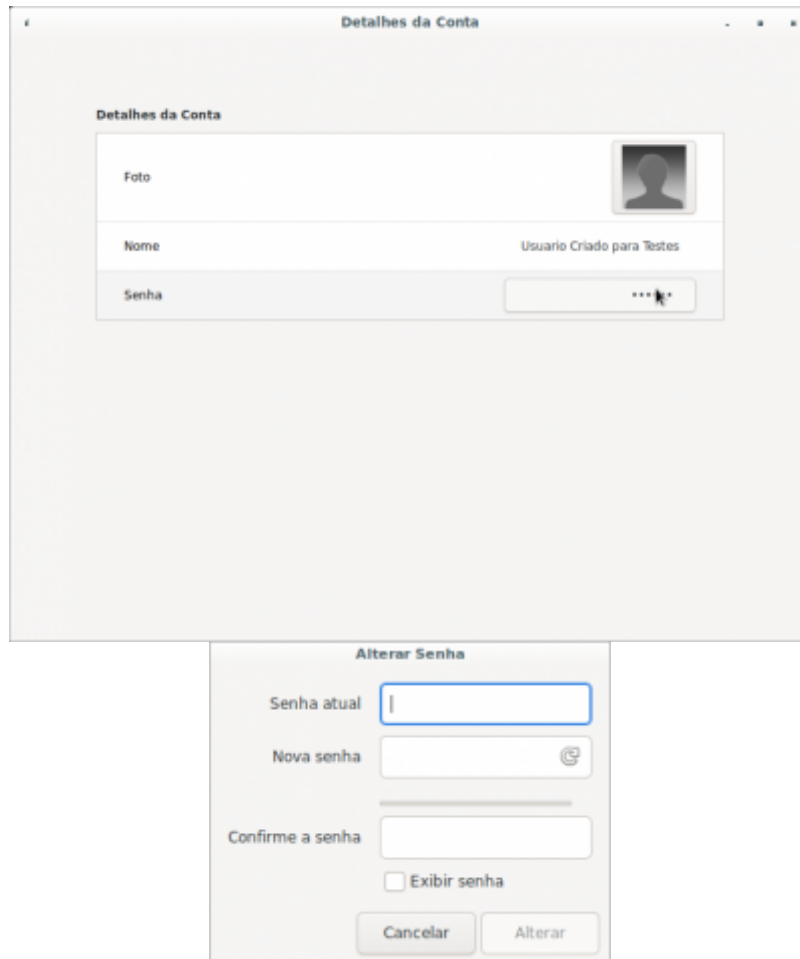 Detalhes da Conta
Detalhes da Conta
Foto
Nome Usuario Criado para Testes
Senha
Alterar Senha
Senha atual
Nova senha
Confirme a senha
Exibir senha
Cancelar Alterar